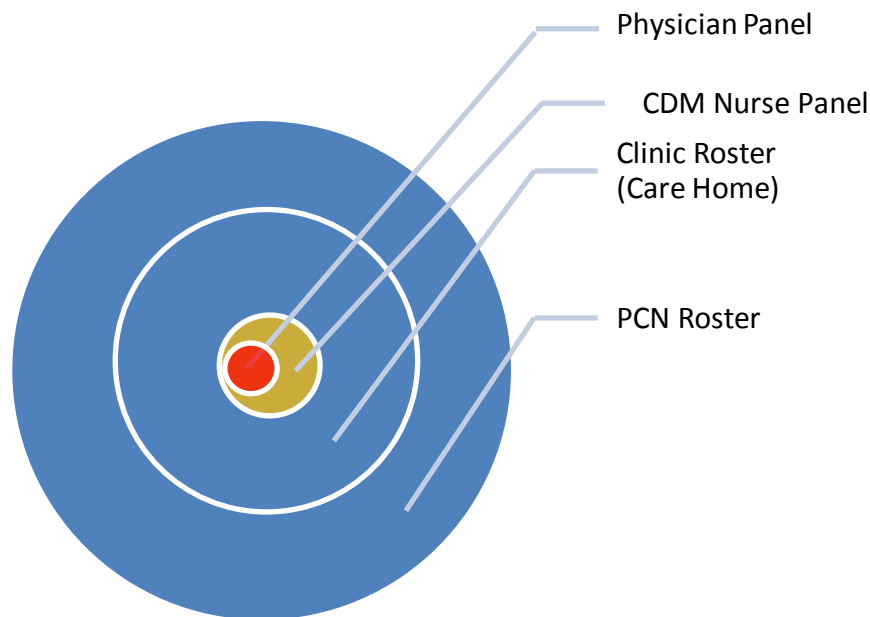 Physician Panel
CDM Nurse Panel
Clinic Roster
(Care Home)
PCN Roster